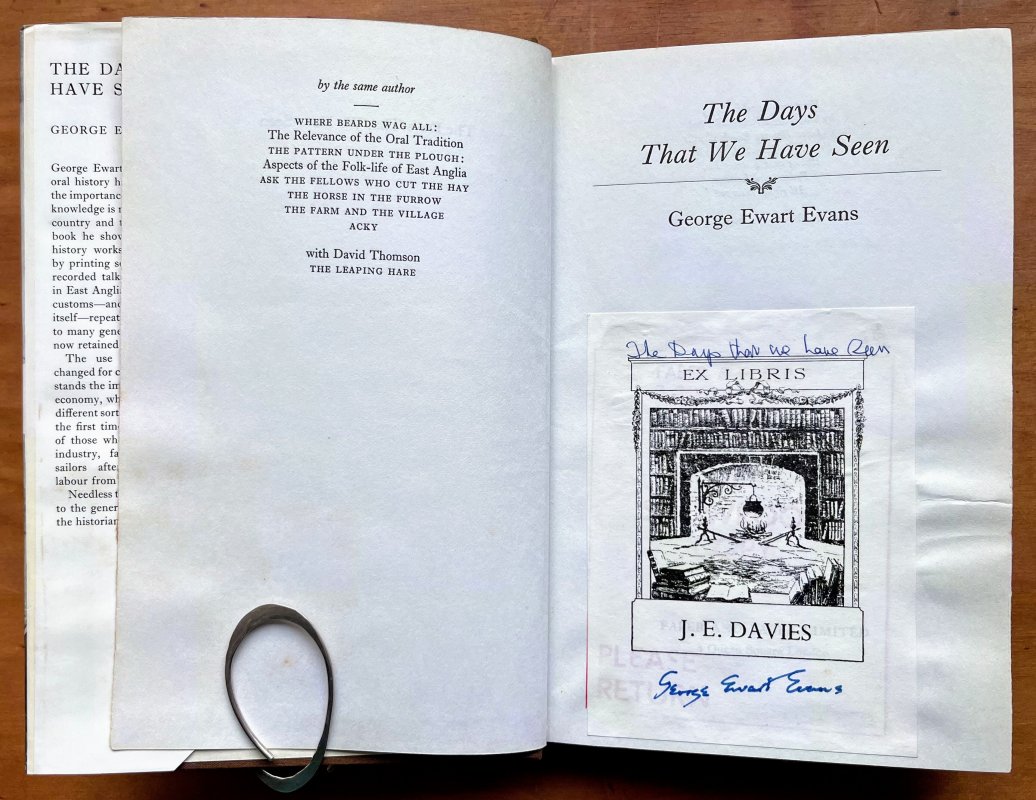 THE DA
HAVE S
GEORGE E
George Ewart
oral history h
the importanc
knowledge is
country and t
book he shov
history works
by printing s
recorded talk
in East Angli
customs—and
itself—repeat
to many gene
now retained
The use
changed for c
stands the im
economy, wh
different sort
the first tim
of those wh
industry, fa
sailors afte
labour from
Needless t
to the gener
the historian
by the same author
WHERE BEARDS WAG ALL:
The Relevance of the Oral Tradition
THE PATTERN UNDER THE PLOUGH:
Aspects of the Folk-life of East Anglia
ASK THE FELLOWS WHO CUT THE HAY
THE HORSE IN THE FURROW
THE FARM AND THE VILLAGE
ACKY
with David Thomson
THE LEAPING HARE
The Days
That We Have Seen
George Ewart Evans
The Days that we have Seen
EX LIBRIS
J. E. DAVIES
PLEASE
RETURN
George Ewart Evans